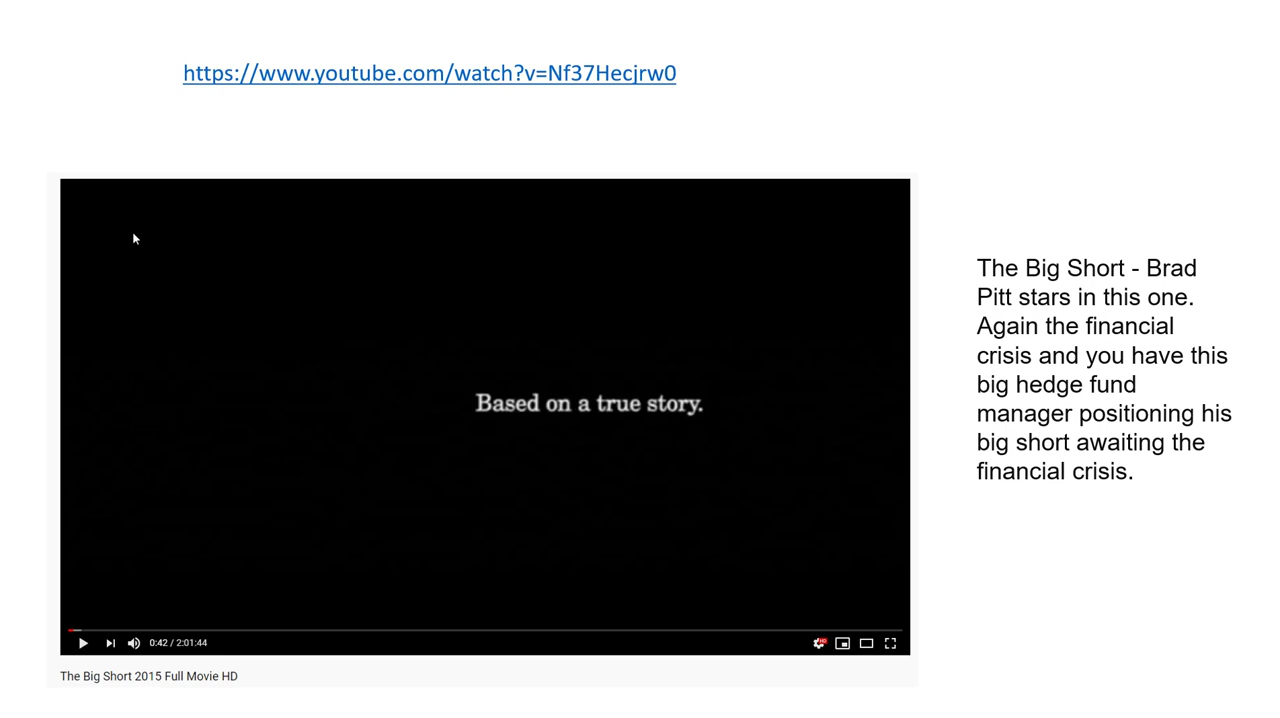 https://www.youtube.com/watch?v=Nf37Hecjrw0
Based on a true story.
0:42 / 2:01:44
HD
The Big Short 2015 Full Movie HD
The Big Short - Brad
Pitt stars in this one.
Again the financial
crisis and you have this
big hedge fund
manager positioning his
big short awaiting the
financial crisis.